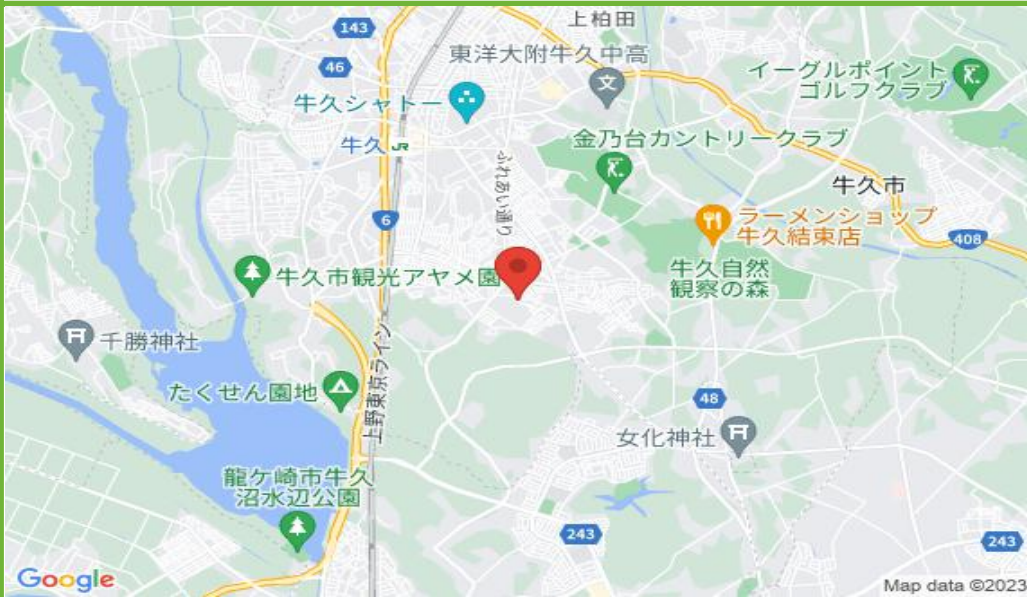 上柏田
143
東洋大附牛久中高
46
イーグルポイント
ゴルフクラブ
牛久シャトー
牛久
JR
金乃台カントリークラブ
ふれあい通り
牛久市
6
ラーメンショップ
牛久結束店
408
牛久市観光アヤメ園
牛久自然
観察の森
千勝神社
上野東京ライン
たくせん園地
48
女化神社
龍ケ崎市牛久
沼水辺公園
243
243
Google
Map data ©2023